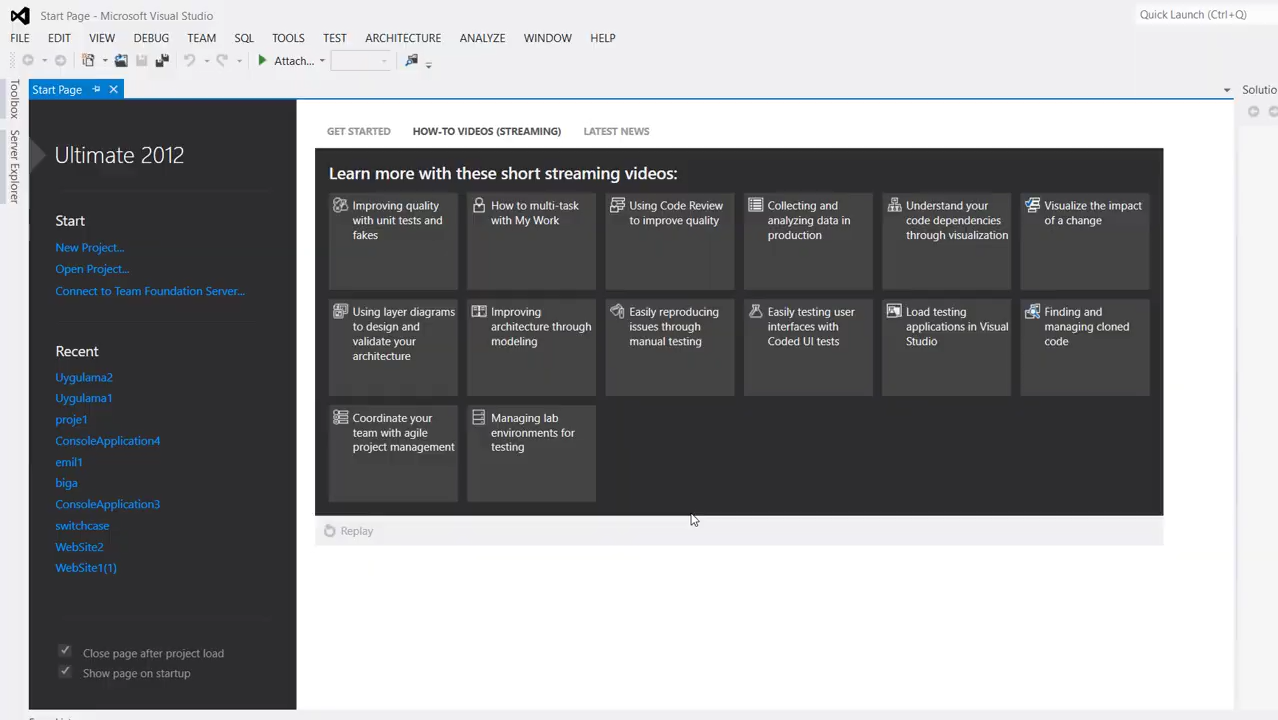 Start Page - Microsoft Visual Studio
Quick Launch (Ctrl+Q)
FILE EDIT VIEW DEBUG TEAM SQL TOOLS TEST ARCHITECTURE ANALYZE WINDOW HELP
Attach...
Toolbox
Server Explorer
Start Page
Solutio
Ultimate 2012
Start
New Project...
Open Project...
Connect to Team Foundation Server...
Recent
Uygulama2
Uygulama1
proje1
ConsoleApplication4
emil1
biga
ConsoleApplication3
switchcase
WebSite2
WebSite1(1)
Close page after project load
Show page on startup
GET STARTED HOW-TO VIDEOS (STREAMING) LATEST NEWS
Learn more with these short streaming videos:
Improving quality
with unit tests and
fakes
How to multi-task
with My Work
Using Code Review
to improve quality
Collecting and
analyzing data in
production
Understand your
code dependencies
through visualization
Visualize the impact
of a change
Using layer diagrams
to design and
validate your
architecture
Improving
architecture through
modeling
Easily reproducing
issues through
manual testing
Easily testing user
interfaces with
Coded UI tests
Load testing
applications in Visual
Studio
Finding and
managing cloned
code
Coordinate your
team with agile
project management
Managing lab
environments for
testing
Replay